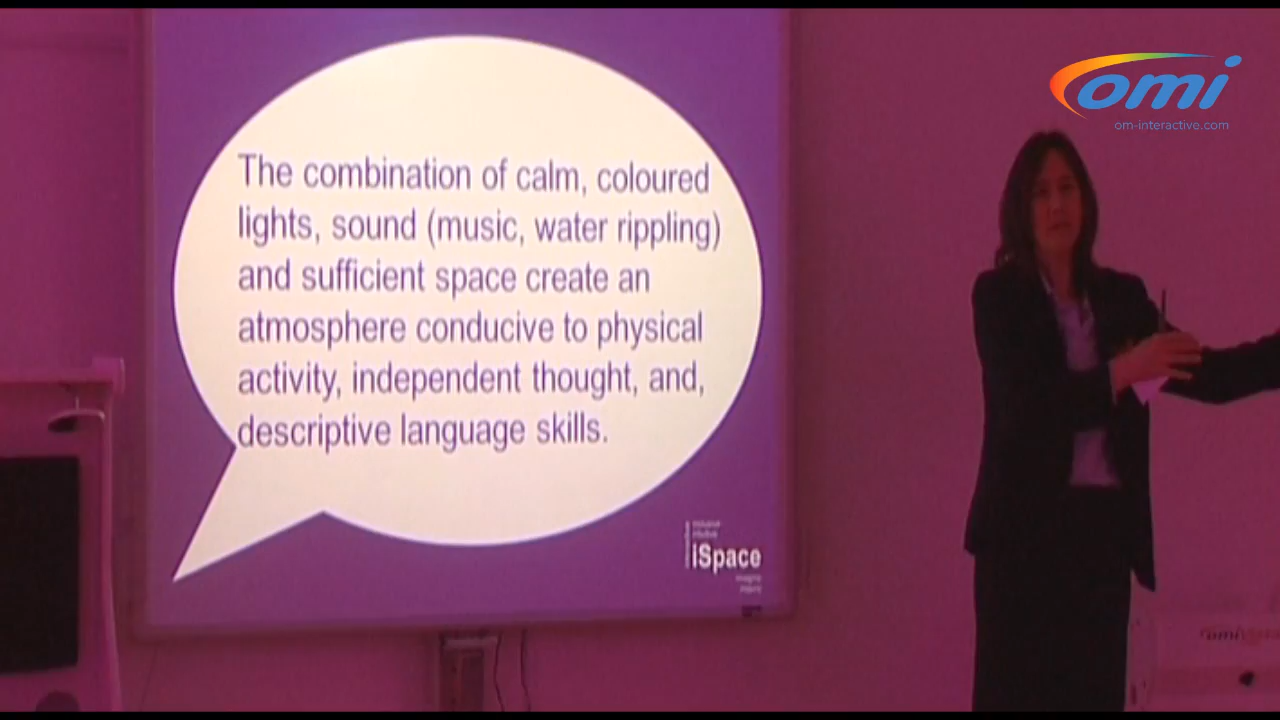 omi
om-interactive.com
The combination of calm, coloured
lights, sound (music, water rippling)
and sufficient space create an
atmosphere conducive to physical
activity, independent thought, and,
descriptive language skills.
iSpace